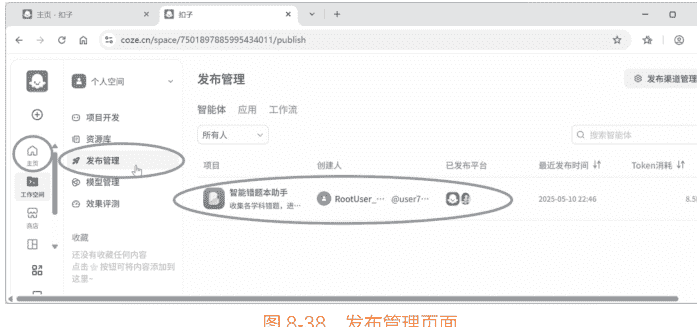 主页 - 扣子
扣子
coze.cn/space/7501897885995434011/publish
个人空间
发布管理
发布渠道管理
项目开发
智能体 应用 工作流
资源库
所有人
搜索智能体
主页
发布管理
项目 创建人 已发布平台 最近发布时间 Token消耗
工作空间
模型管理
智能错题本助手
收集各学科错题，进…
RootUser_… @user7…
2025-05-10 22:46
效果评测
商店
收藏
还没有收藏任何内容
点击☆按钮可将内容添加到
这里~
图 8-38 发布管理页面